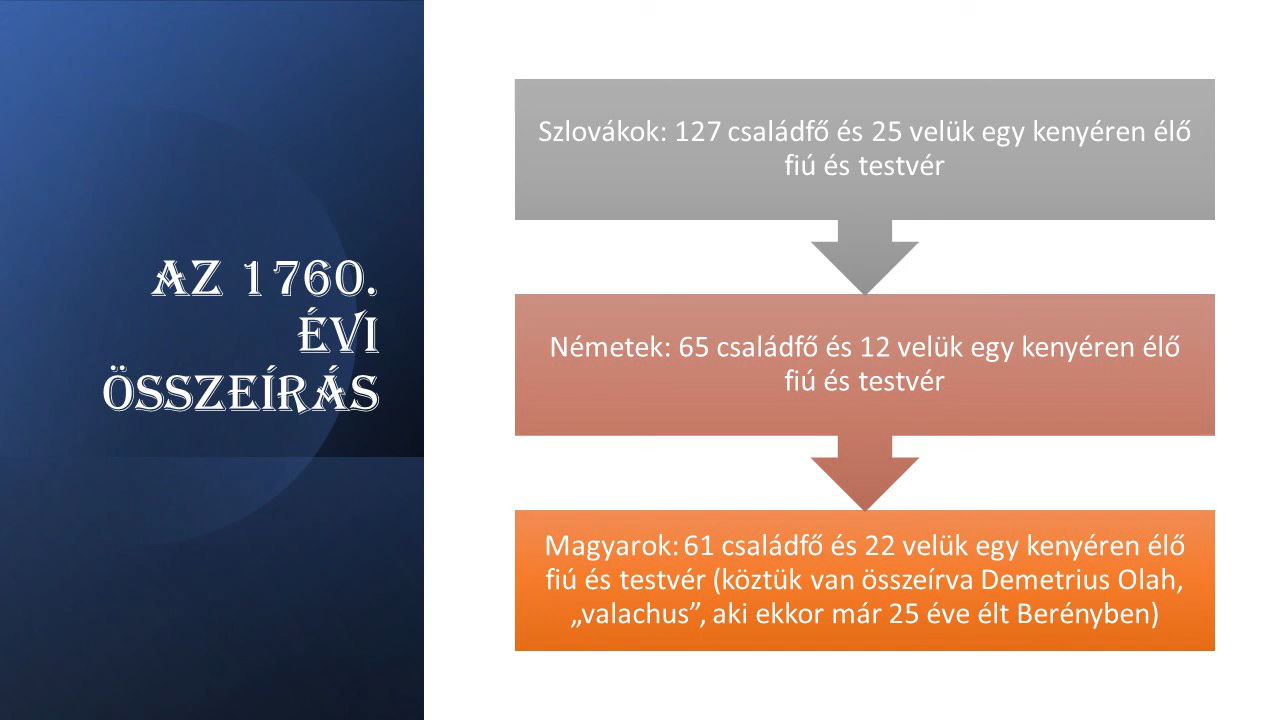 AZ 1760.
ÉVI
ÖSSZEÍRÁS
Szlovákok: 127 családfő és 25 velük egy kenyéren élő
fiú és testvér
Németek: 65 családfő és 12 velük egy kenyéren élő
fiú és testvér
Magyarok: 61 családfő és 22 velük egy kenyéren élő
fiú és testvér (köztük van összeírva Demetrius Olah,
„valachus”, aki ekkor már 25 éve élt Berényben)